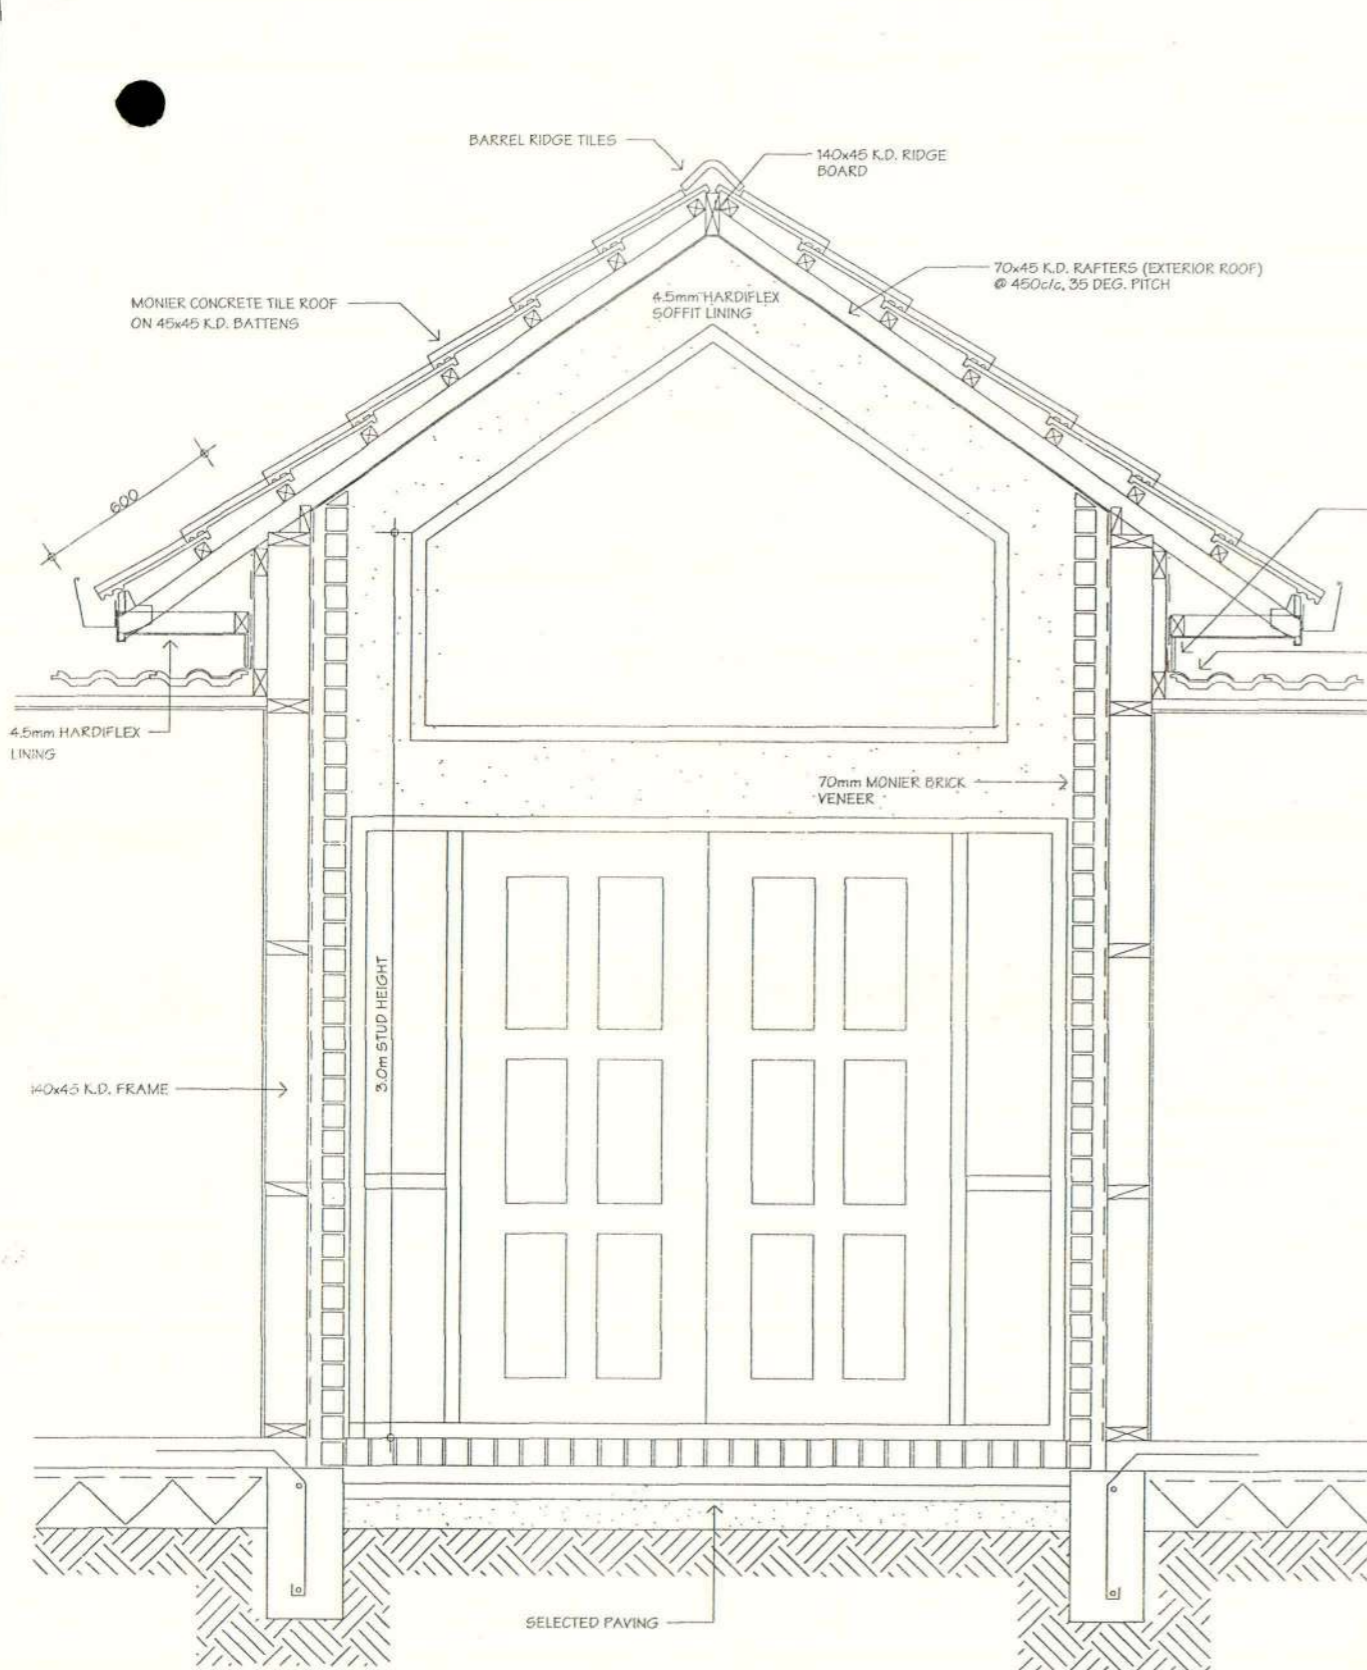 BARREL RIDGE TILES
140x45 K.D. RIDGE
BOARD
70x45 K.D. RAFTERS (EXTERIOR ROOF)
@ 450c/c, 35 DEG. PITCH
4.5mm HARDIFLEX
SOFFIT LINING
MONIER CONCRETE TILE ROOF
ON 45x45 K.D. BATTENS
600
4.5mm HARDIFLEX
LINING
70mm MONIER BRICK
VENEER
3.0m STUD HEIGHT
140x45 K.D. FRAME
SELECTED PAVING